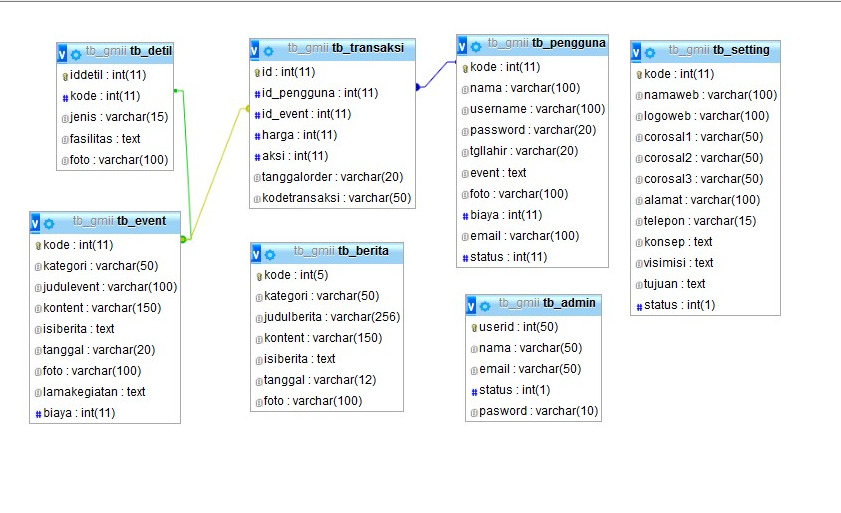 tb_gmii tb_detil
iddetil : int(11)
kode : int(11)
jenis : varchar(15)
fasilitas : text
foto : varchar(100)
tb_gmii tb_transaksi
id : int(11)
id_pengguna : int(11)
id_event : int(11)
harga : int(11)
aksi : int(11)
tanggalorder : varchar(20)
kodetransaksi : varchar(50)
tb_gmii tb_pengguna
kode : int(11)
nama : varchar(100)
username : varchar(100)
password : varchar(20)
tgllahir : varchar(20)
event : text
foto : varchar(100)
biaya : int(11)
email : varchar(100)
status : int(11)
tb_gmii tb_setting
kode : int(11)
namaweb : varchar(100)
logoweb : varchar(100)
corosal1 : varchar(50)
corosal2 : varchar(50)
corosal3 : varchar(50)
alamat : varchar(100)
telepon : varchar(15)
konsep : text
visimisi : text
tujuan : text
status : int(1)
tb_gmii tb_event
kode : int(11)
kategori : varchar(50)
judulevent : varchar(100)
kontent : varchar(150)
isiberita : text
tanggal : varchar(20)
foto : varchar(100)
lamakegiatan : text
biaya : int(11)
tb_gmii tb_berita
kode : int(5)
kategori : varchar(50)
judulberita : varchar(256)
kontent : varchar(150)
isiberita : text
tanggal : varchar(12)
foto : varchar(100)
tb_gmii tb_admin
userid : int(50)
nama : varchar(50)
email : varchar(50)
status : int(1)
pasword : varchar(10)